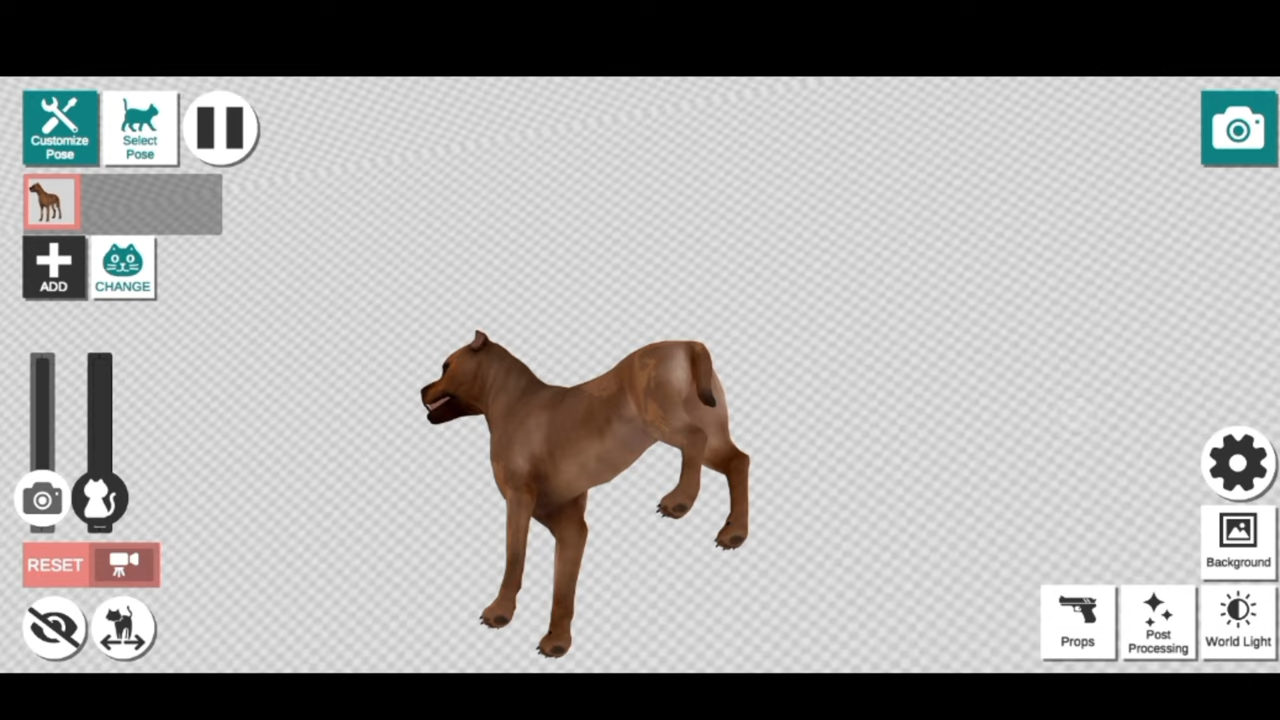 Customize
Pose
Select
Pose
ADD
CHANGE
RESET
Background
Props
Post
Processing
World Light